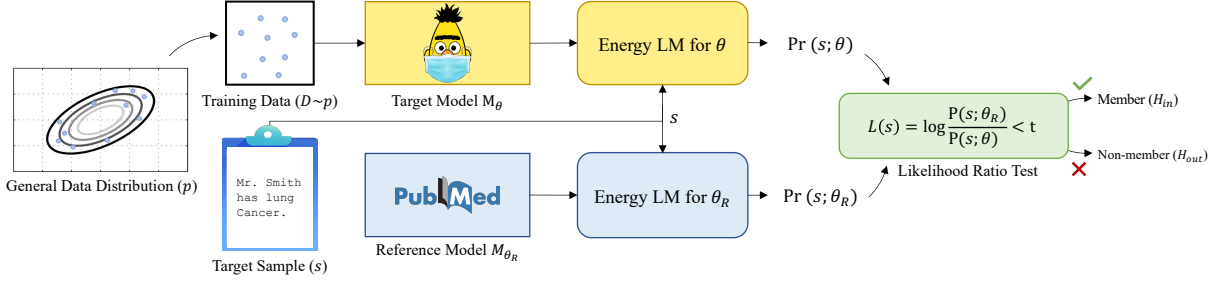 General Data Distribution (p)
Training Data (D~p)
Target Model M_θ
Energy LM for θ
Pr (s; θ)
Mr. Smith
has lung
Cancer.
Target Sample (s)
s
PubMed
Reference Model M_{θ_R}
Energy LM for θ_R
Pr (s; θ_R)
L(s) = log P(s; θ_R) / P(s; θ) < t
Likelihood Ratio Test
Member (H_in)
Non-member (H_out)